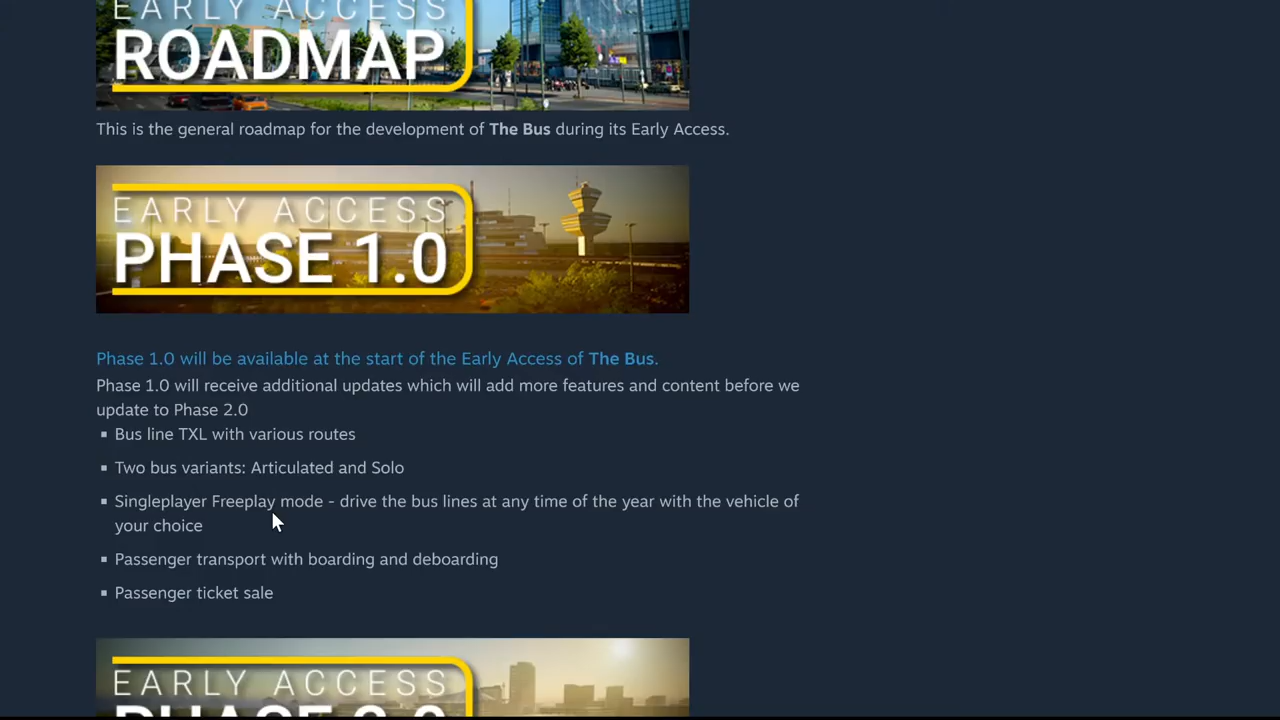 EARLY ACCESS
ROADMAP
This is the general roadmap for the development of The Bus during its Early Access.
EARLY ACCESS
PHASE 1.0
Phase 1.0 will be available at the start of the Early Access of The Bus.
Phase 1.0 will receive additional updates which will add more features and content before we
update to Phase 2.0
▪ Bus line TXL with various routes
▪ Two bus variants: Articulated and Solo
▪ Singleplayer Freeplay mode - drive the bus lines at any time of the year with the vehicle of
your choice
▪ Passenger transport with boarding and deboarding
▪ Passenger ticket sale
EARLY ACCESS
PHASE 2.0